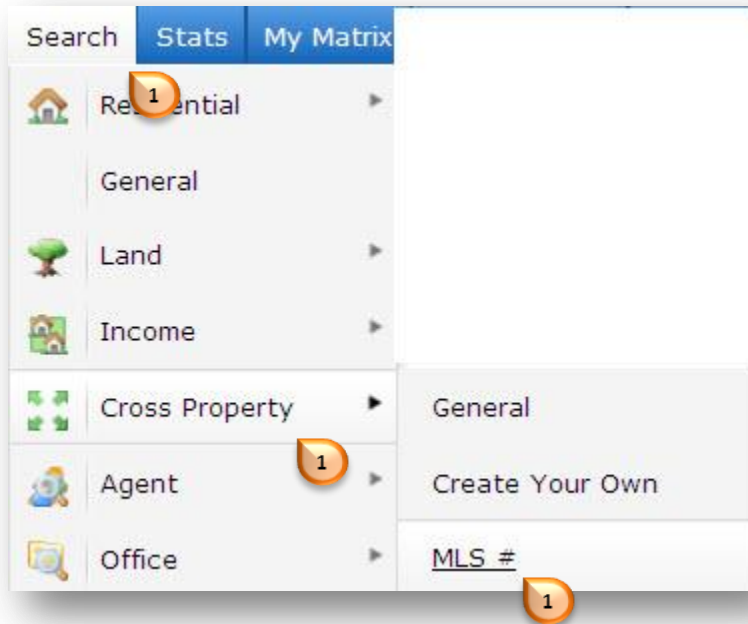 Search Stats My Matrix
1
Residential
General
Land
Income
Cross Property General
1
Agent Create Your Own
Office MLS #
1